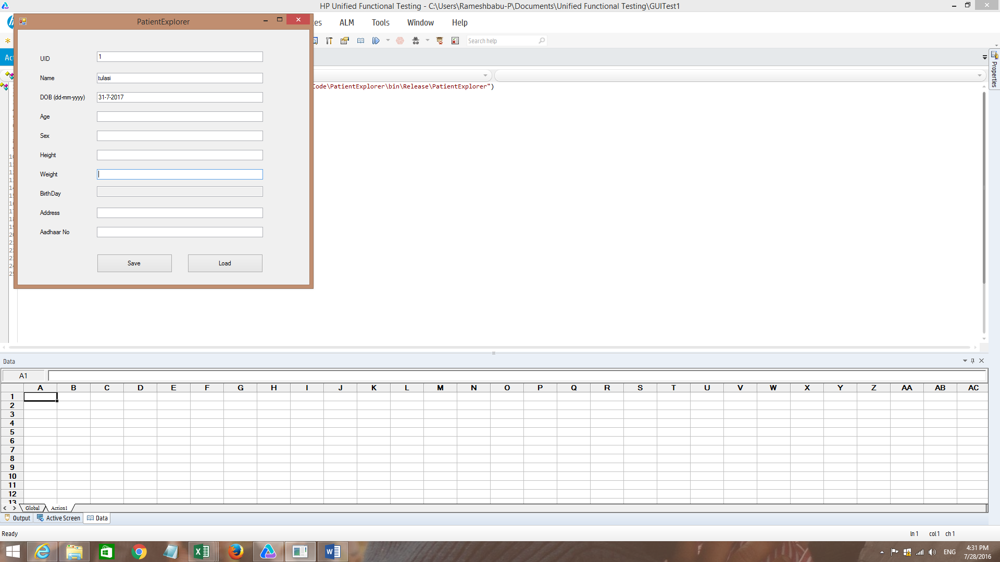 HP Unified Functional Testing - C:\Users\Rameshbabu-P\Documents\Unified Functional Testing\GUITest1
PatientExplorer
ALM Tools Window Help
Search help
UID 1
Name tulasi
DOB (dd-mm-yyyy) 31-7-2017
Age
Sex
Height
Weight
BirthDay
Address
Aadhaar No
Save Load
Code\PatientExplorer\bin\Release\PatientExplorer")
Properties
Data
A1
A B C D E F G H I J K L M N O P Q R S T U V W X Y Z AA AB AC
1
2
3
4
5
6
7
8
9
10
11
12
13
Global Action1
Output Active Screen Data
Ready ln 1 col 1 ch 1
ENG 4:31 PM
7/28/2016